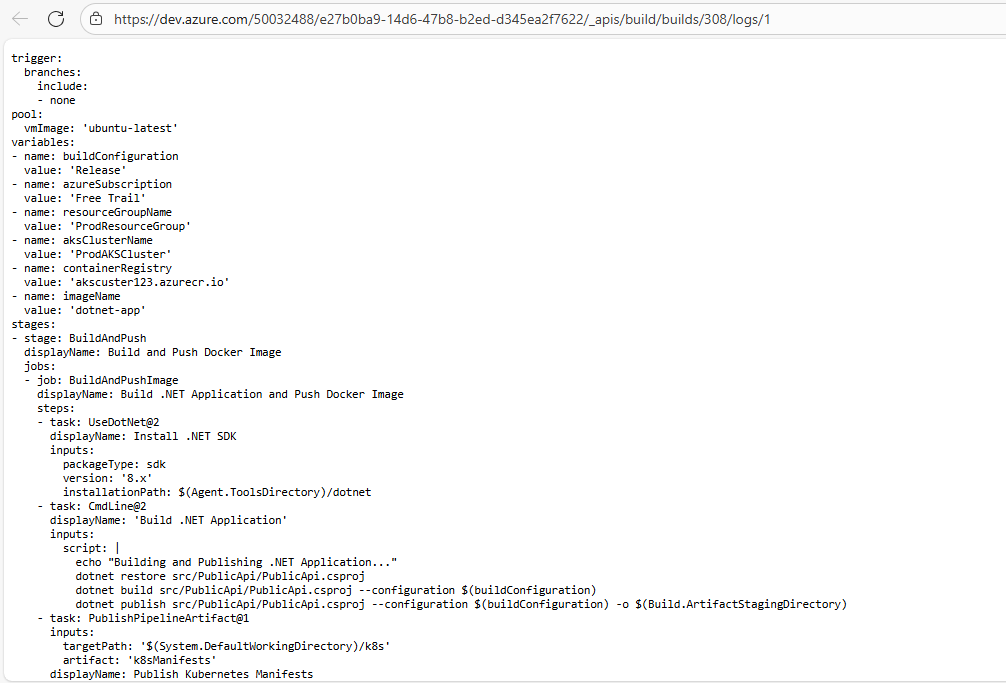 https://dev.azure.com/50032488/e27b0ba9-14d6-47b8-b2ed-d345ea2f7622/_apis/build/builds/308/logs/1
trigger:
  branches:
    include:
    - none
pool:
  vmImage: 'ubuntu-latest'
variables:
- name: buildConfiguration
  value: 'Release'
- name: azureSubscription
  value: 'Free Trail'
- name: resourceGroupName
  value: 'ProdResourceGroup'
- name: aksClusterName
  value: 'ProdAKSCluster'
- name: containerRegistry
  value: 'akscuster123.azurecr.io'
- name: imageName
  value: 'dotnet-app'
stages:
- stage: BuildAndPush
  displayName: Build and Push Docker Image
  jobs:
  - job: BuildAndPushImage
    displayName: Build .NET Application and Push Docker Image
    steps:
    - task: UseDotNet@2
      displayName: Install .NET SDK
      inputs:
        packageType: sdk
        version: '8.x'
        installationPath: $(Agent.ToolsDirectory)/dotnet
    - task: CmdLine@2
      displayName: 'Build .NET Application'
      inputs:
        script: |
          echo "Building and Publishing .NET Application..."
          dotnet restore src/PublicApi/PublicApi.csproj
          dotnet build src/PublicApi/PublicApi.csproj --configuration $(buildConfiguration)
          dotnet publish src/PublicApi/PublicApi.csproj --configuration $(buildConfiguration) -o $(Build.ArtifactStagingDirectory)
    - task: PublishPipelineArtifact@1
      inputs:
        targetPath: '$(System.DefaultWorkingDirectory)/k8s'
        artifact: 'k8sManifests'
      displayName: Publish Kubernetes Manifests